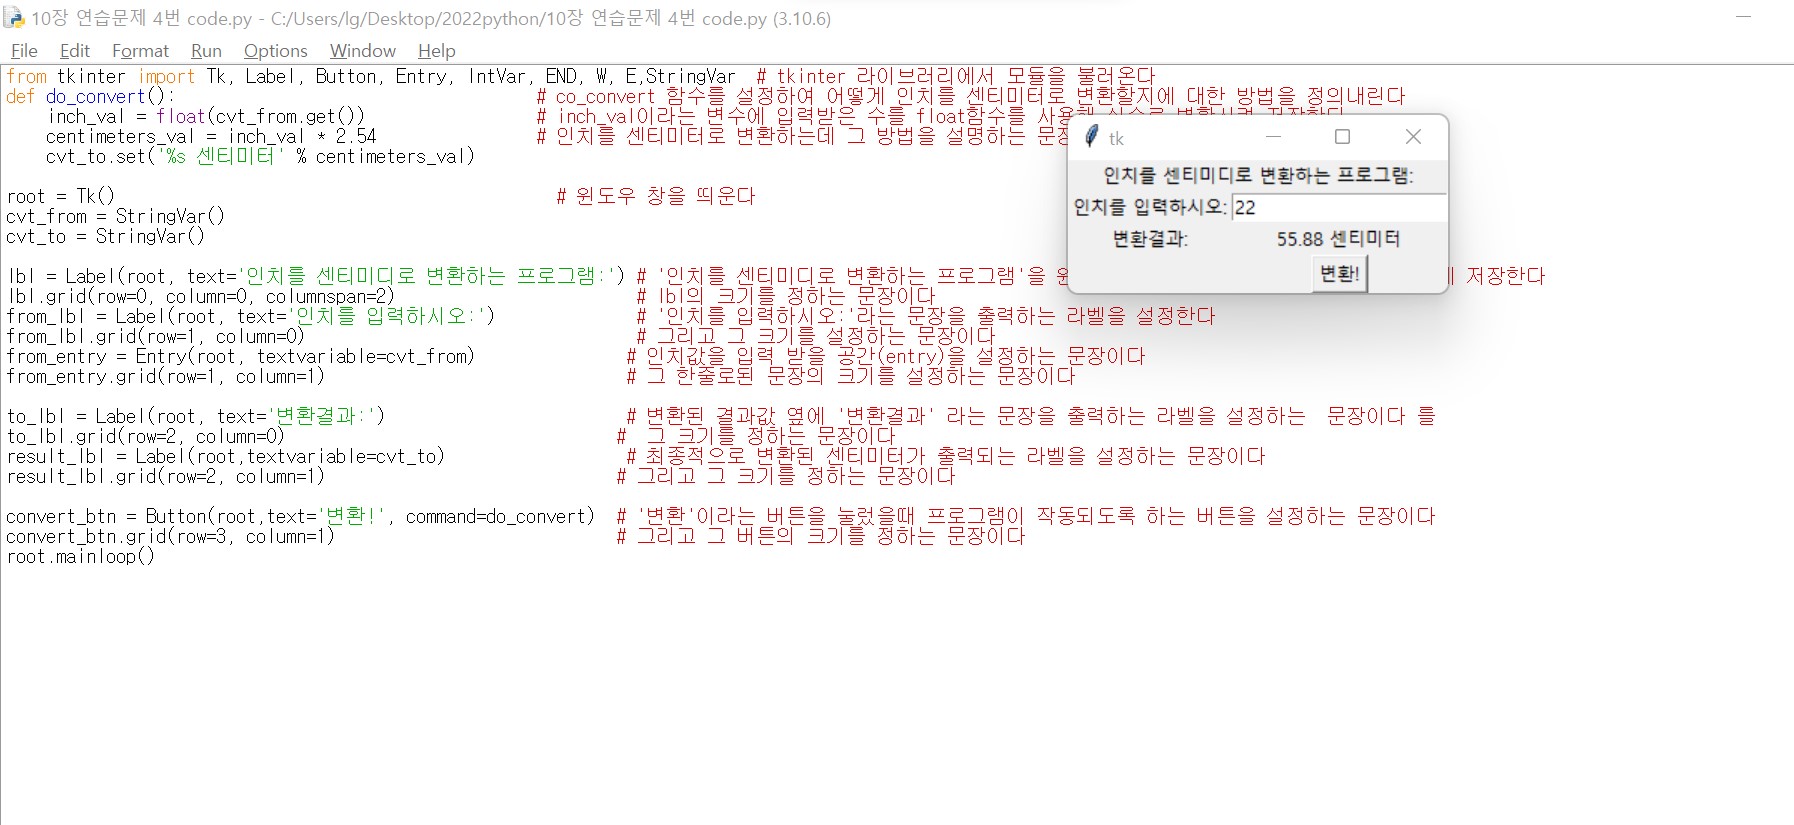 10장 연습문제 4번 code.py - C:/Users/lg/Desktop/2022python/10장 연습문제 4번 code.py (3.10.6)
File Edit Format Run Options Window Help
from tkinter import Tk, Label, Button, Entry, IntVar, END, W, E,StringVar # tkinter 라이브러리에서 모듈을 불러온다
def do_convert(): # co_convert 함수를 설정하여 어떻게 인치를 센티미터로 변환할지에 대한 방법을 정의내린다
inch_val = float(cvt_from.get()) # inch_val이라는 변수에 입력받은 수를 float함수를 사용해 실수로 변환시켜 저장한다
centimeters_val = inch_val * 2.54 # 인치를 센티미터로 변환하는데 그 방법을 설명하는 문장
cvt_to.set('%s 센티미터' % centimeters_val)
root = Tk() # 윈도우 창을 띄운다
cvt_from = StringVar()
cvt_to = StringVar()
lbl = Label(root, text='인치를 센티미디로 변환하는 프로그램:') # '인치를 센티미디로 변환하는 프로그램'을 저장한다
lbl.grid(row=0, column=0, columnspan=2) # lbl의 크기를 정하는 문장이다
from_lbl = Label(root, text='인치를 입력하시오:') # '인치를 입력하시오:'라는 문장을 출력하는 라벨을 설정한다
from_lbl.grid(row=1, column=0) # 그리고 그 크기를 설정하는 문장이다
from_entry = Entry(root, textvariable=cvt_from) # 인치값을 입력 받을 공간(entry)을 설정하는 문장이다
from_entry.grid(row=1, column=1) # 그 한줄로된 문장의 크기를 설정하는 문장이다
to_lbl = Label(root, text='변환결과:') # 변환된 결과값 옆에 '변환결과' 라는 문장을 출력하는 라벨을 설정하는 문장이다 를
to_lbl.grid(row=2, column=0) # 그 크기를 정하는 문장이다
result_lbl = Label(root,textvariable=cvt_to) # 최종적으로 변환된 센티미터가 출력되는 라벨을 설정하는 문장이다
result_lbl.grid(row=2, column=1) # 그리고 그 크기를 정하는 문장이다
convert_btn = Button(root,text='변환!', command=do_convert) # '변환'이라는 버튼을 눌렀을때 프로그램이 작동되도록 하는 버튼을 설정하는 문장이다
convert_btn.grid(row=3, column=1) # 그리고 그 버튼의 크기를 정하는 문장이다
root.mainloop()
tk
인치를 센티미디로 변환하는 프로그램:
인치를 입력하시오: 22
변환결과: 55.88 센티미터
변환!